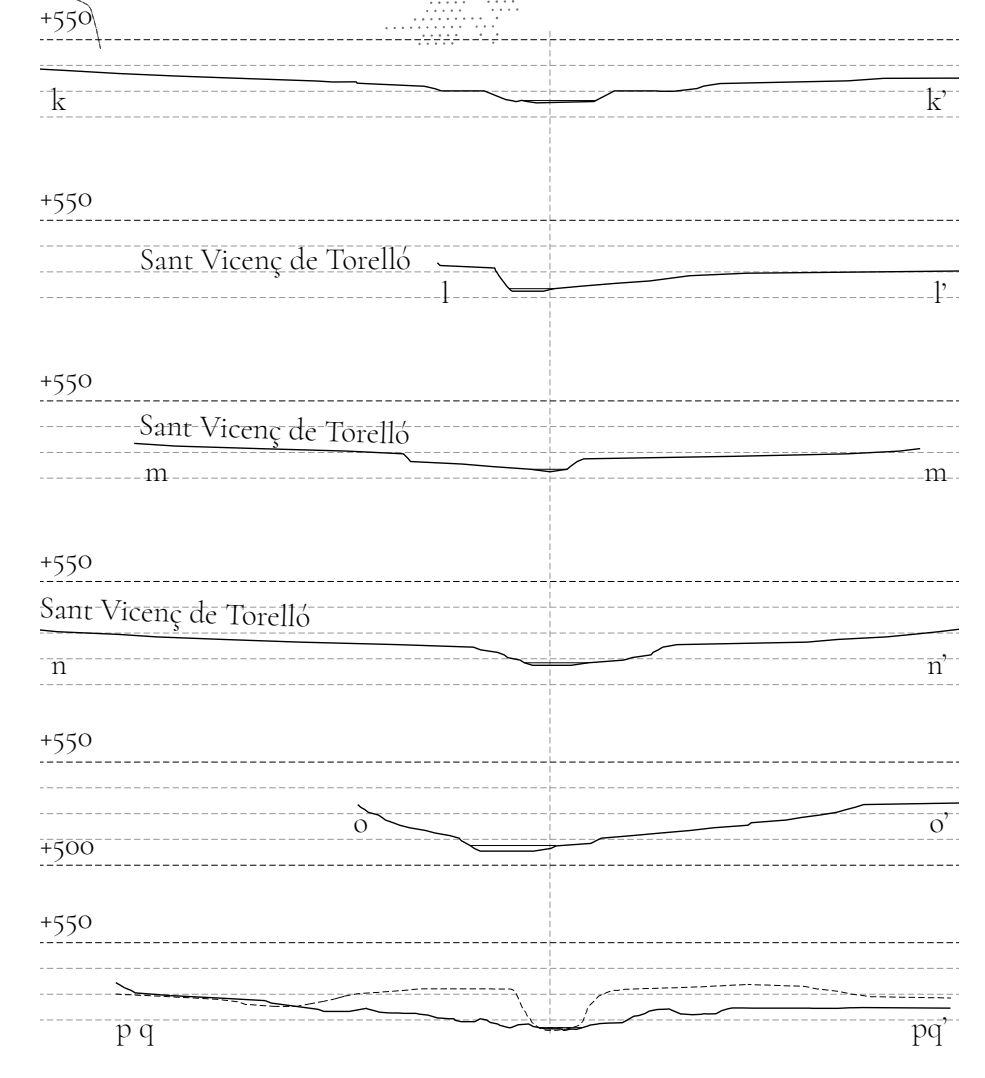 +550
k k’
+550
Sant Vicenç de Torelló
l l’
+550
Sant Vicenç de Torelló
m m
+550
Sant Vicenç de Torelló
n n’
+550
o o’
+500
+550
p q pq’